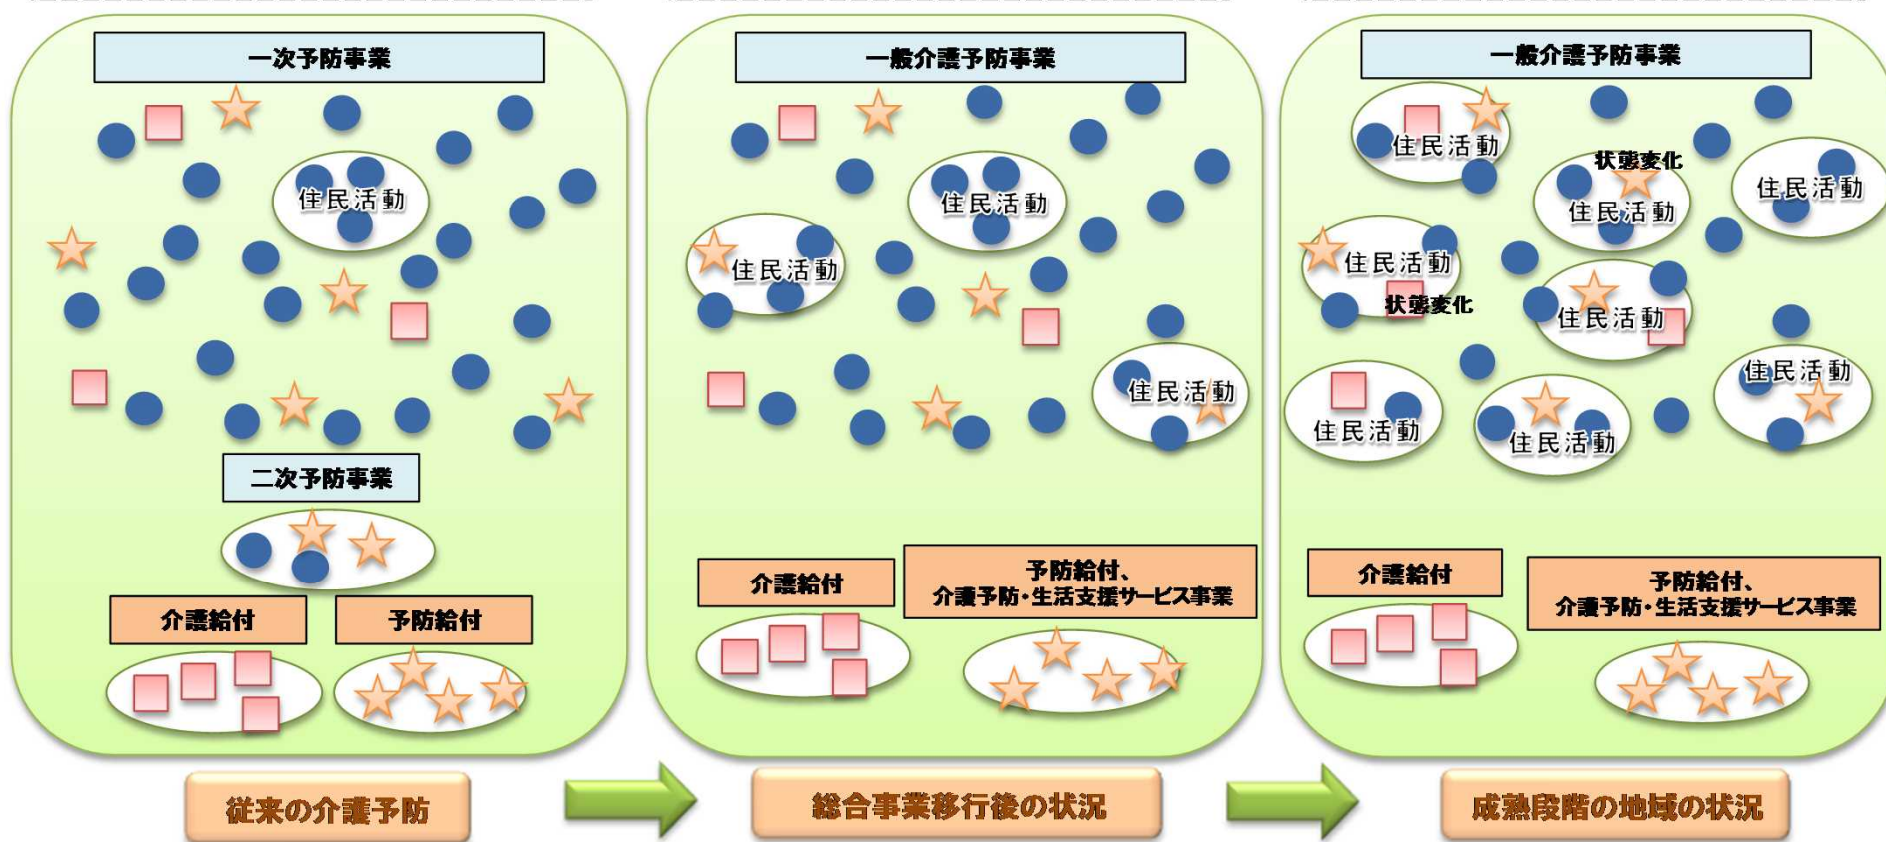 一次予防事業
住民活動
二次予防事業
介護給付
予防給付
従来の介護予防
一般介護予防事業
住民活動
住民活動
住民活動
介護給付
予防給付、
介護予防・生活支援サービス事業
総合事業移行後の状況
一般介護予防事業
住民活動
状態変化
住民活動
住民活動
住民活動
状態変化
住民活動
住民活動
住民活動
住民活動
介護給付
予防給付、
介護予防・生活支援サービス事業
成熟段階の地域の状況